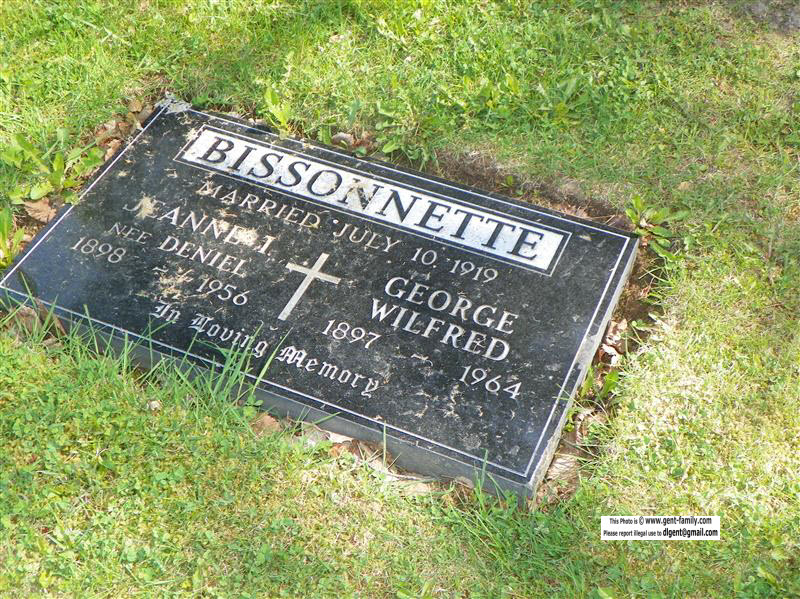 BISSONNETTE
MARRIED · JULY 10, 1919
JEANNE I.
NEE DENIEL
1898 - 1956
GEORGE
WILFRED
1897 - 1964
In Loving Memory
This Photo is © www.gent-family.com
Please report illegal use to dlgent@gmail.com